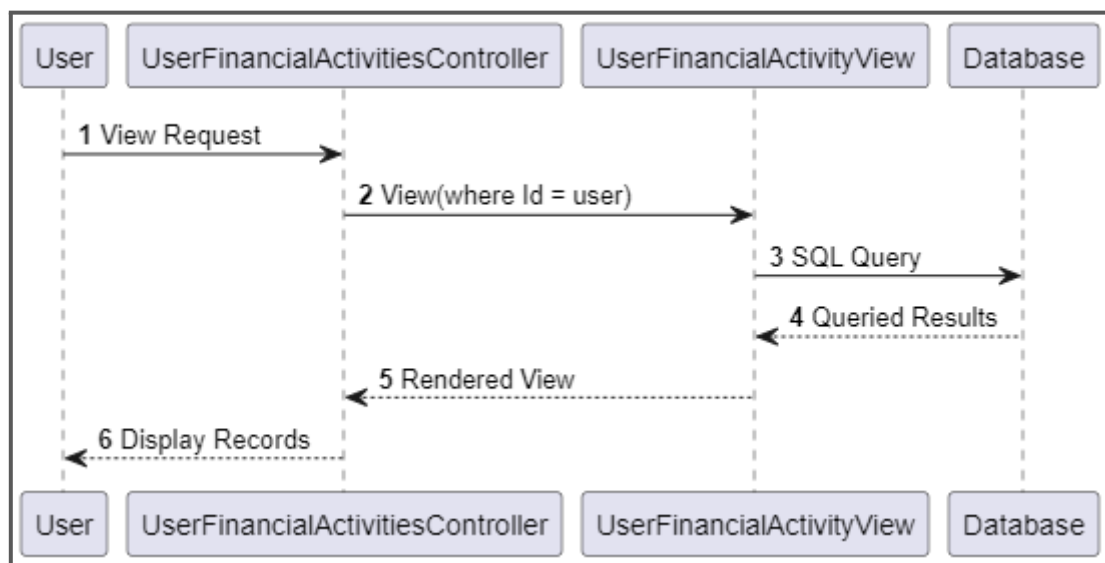 User UserFinancialActivitiesController UserFinancialActivityView Database
1 View Request
2 View(where Id = user)
3 SQL Query
4 Queried Results
5 Rendered View
6 Display Records
User UserFinancialActivitiesController UserFinancialActivityView Database